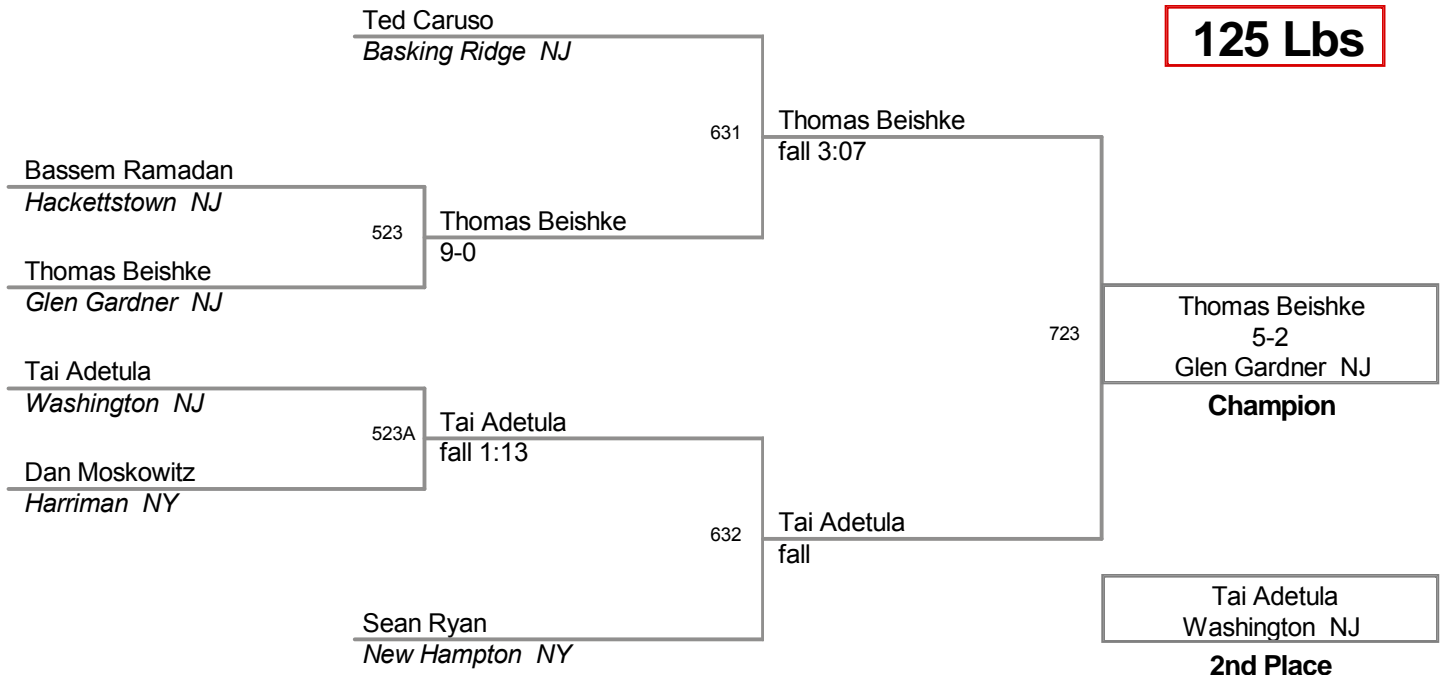 Ted Caruso
Basking Ridge NJ
125 Lbs
631
Thomas Beishke
fall 3:07
Bassem Ramadan
Hackettstown NJ
523
Thomas Beishke
9-0
Thomas Beishke
Glen Gardner NJ
723
Thomas Beishke
5-2
Glen Gardner NJ
Champion
Tai Adetula
Washington NJ
523A
Tai Adetula
fall 1:13
Dan Moskowitz
Harriman NY
632
Tai Adetula
fall
Sean Ryan
New Hampton NY
Tai Adetula
Washington NJ
2nd Place